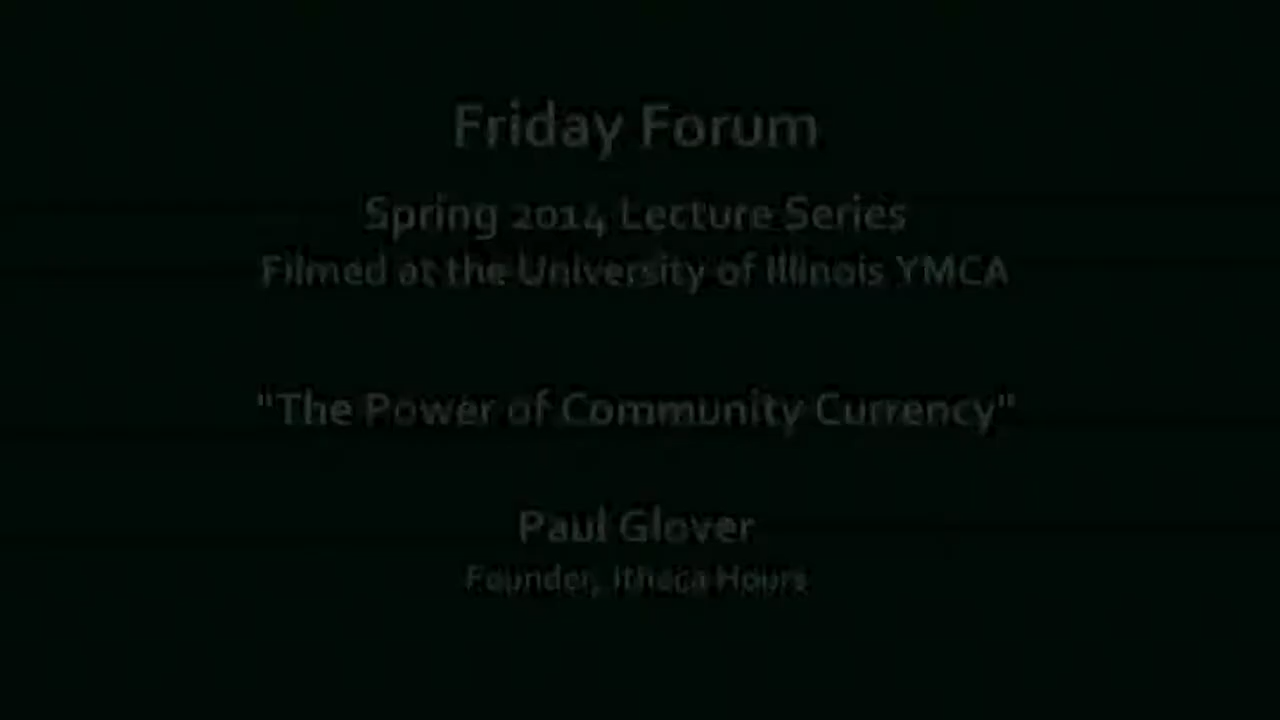 Friday Forum
Spring 2014 Lecture Series
Filmed at the University of Illinois YMCA
"The Power of Community Currency"
Paul Glover
Founder, Ithaca Hours